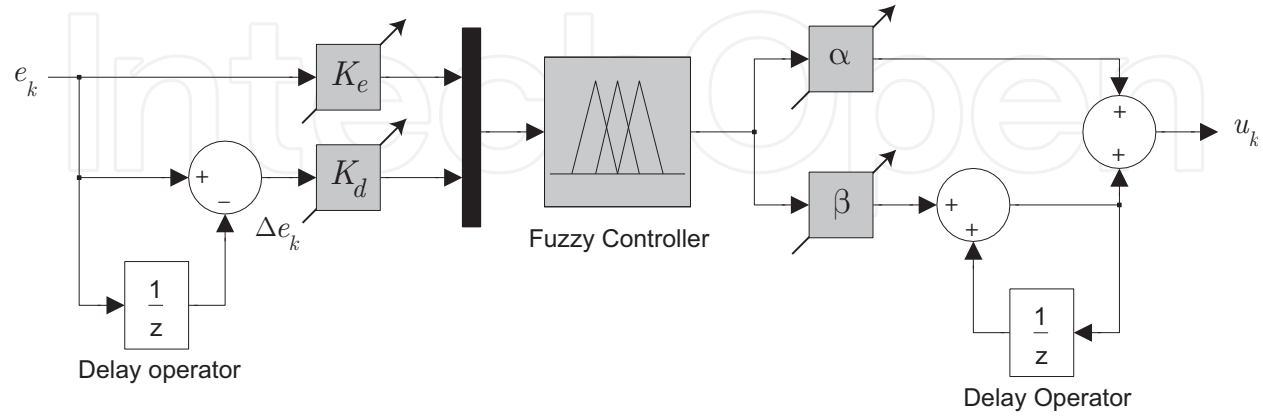 IntechOpen
e_k
K_e
+
−
Δe_k
K_d
1
z
Delay operator
Fuzzy Controller
α
β
+
+
1
z
Delay Operator
+
+
u_k